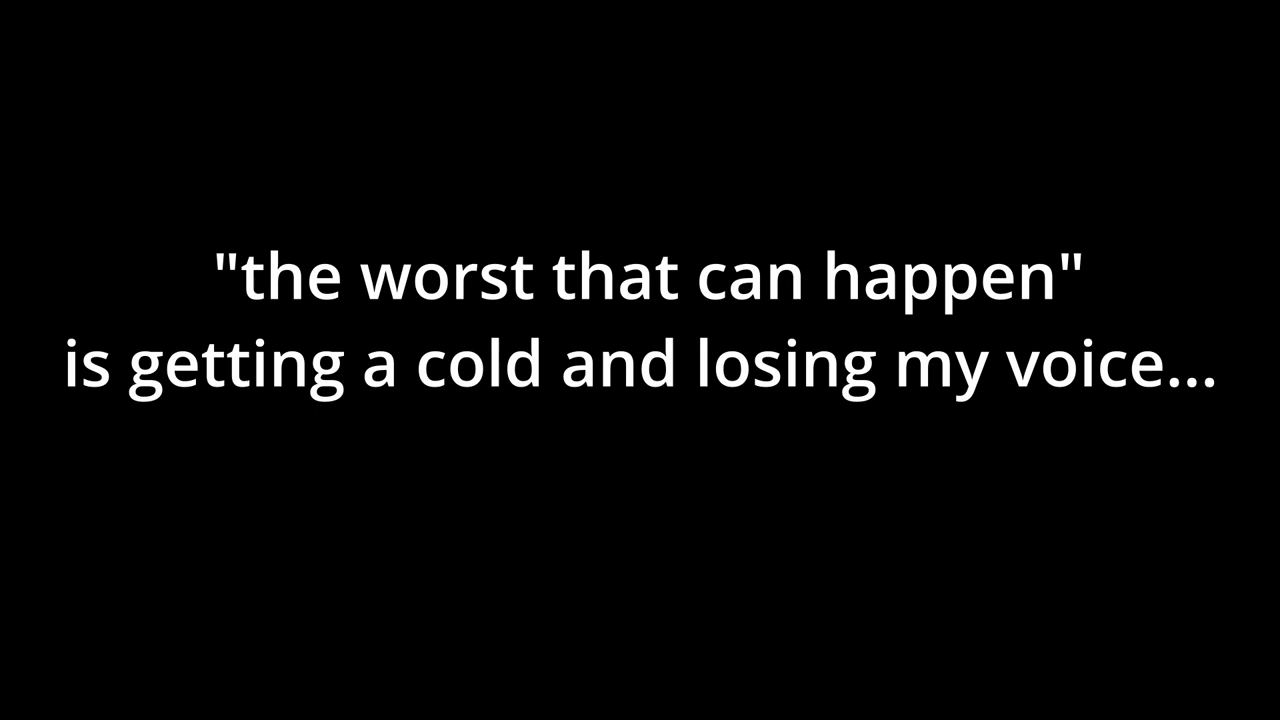 "the worst that can happen"
is getting a cold and losing my voice...